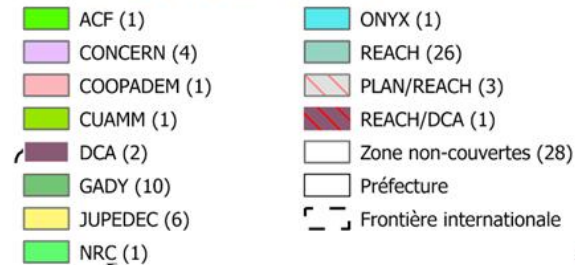 ACF (1)
CONCERN (4)
COOPADEM (1)
CUAMM (1)
DCA (2)
GADY (10)
JUPEDEC (6)
NRC (1)
ONYX (1)
REACH (26)
PLAN/REACH (3)
REACH/DCA (1)
Zone non-couvertes (28)
Préfecture
Frontière internationale